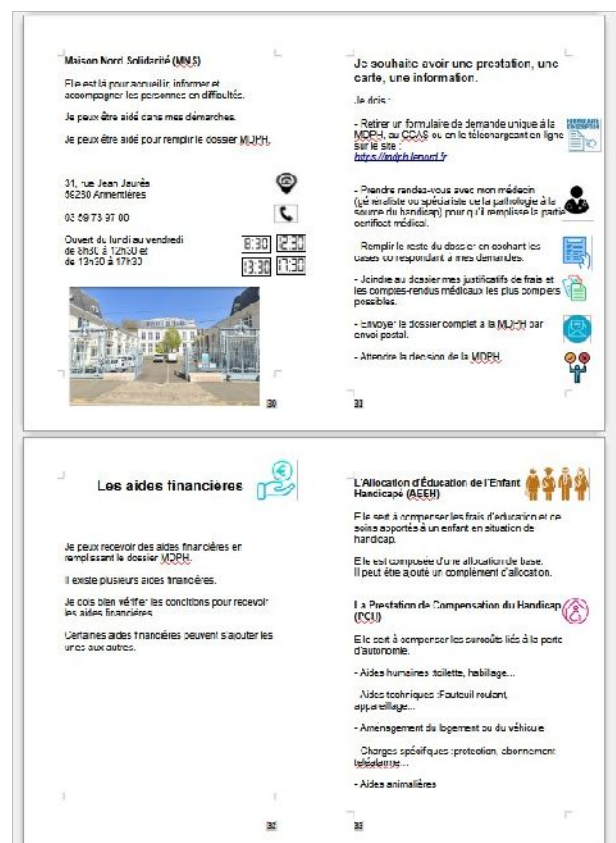 Maison Nord Solidarité (MNS)
Elle est là pour accueillir, informer et
accompagner les personnes en difficultés.
Je peux être aidé dans mes démarches.
Je peux être aidé pour remplir le dossier MDPH.
31, rue Jean Jaurès
59280 Armentières
03 59 73 97 00
Ouvert du lundi au vendredi
de 8h30 à 12h30 et
de 13h30 à 17h30
8:30 12:30
13:30 17:30
30
Je souhaite avoir une prestation, une
carte, une information.
Je dois :
- Retirer un formulaire de demande unique à la
MDPH, au CCAS ou en le téléchargeant en ligne
sur le site :
https://mdph.lenord.fr
- Prendre rendez-vous avec mon médecin
(généraliste ou spécialiste de la pathologie à la
source du handicap) pour qu'il remplisse la partie
certificat médical.
- Remplir le reste du dossier en cochant les
cases correspondant à mes demandes.
- Joindre au dossier mes justificatifs de frais et
les comptes-rendus médicaux les plus
possibles.
- Envoyer le dossier complet à la MDPH par
envoi postal.
- Attendre la décision de la MDPH.
31
Les aides financières
Je peux recevoir des aides financières en
remplissant le dossier MDPH.
Il existe plusieurs aides financières.
Je dois bien vérifier les conditions pour recevoir
les aides financières.
Certaines aides financières peuvent s'ajouter les
unes aux autres.
32
L'Allocation d'Éducation de l'Enfant
Handicapé (AEEH)
Elle sert à compenser les frais d'éducation et de
soins apportés à un enfant en situation de
handicap.
Elle est composée d'une allocation de base.
Il peut être ajouté un complément d'allocation.
La Prestation de Compensation du Handicap
(PCH)
Elle sert à compenser les surcoûts liés à la perte
d'autonomie.
- Aides humaines :toilette, habillage...
- Aides techniques :Fauteuil roulant,
appareillage...
- Aménagement du logement ou du véhicule
- Charges spécifiques :protection, abonnement
téléalarme...
- Aides animalières
33